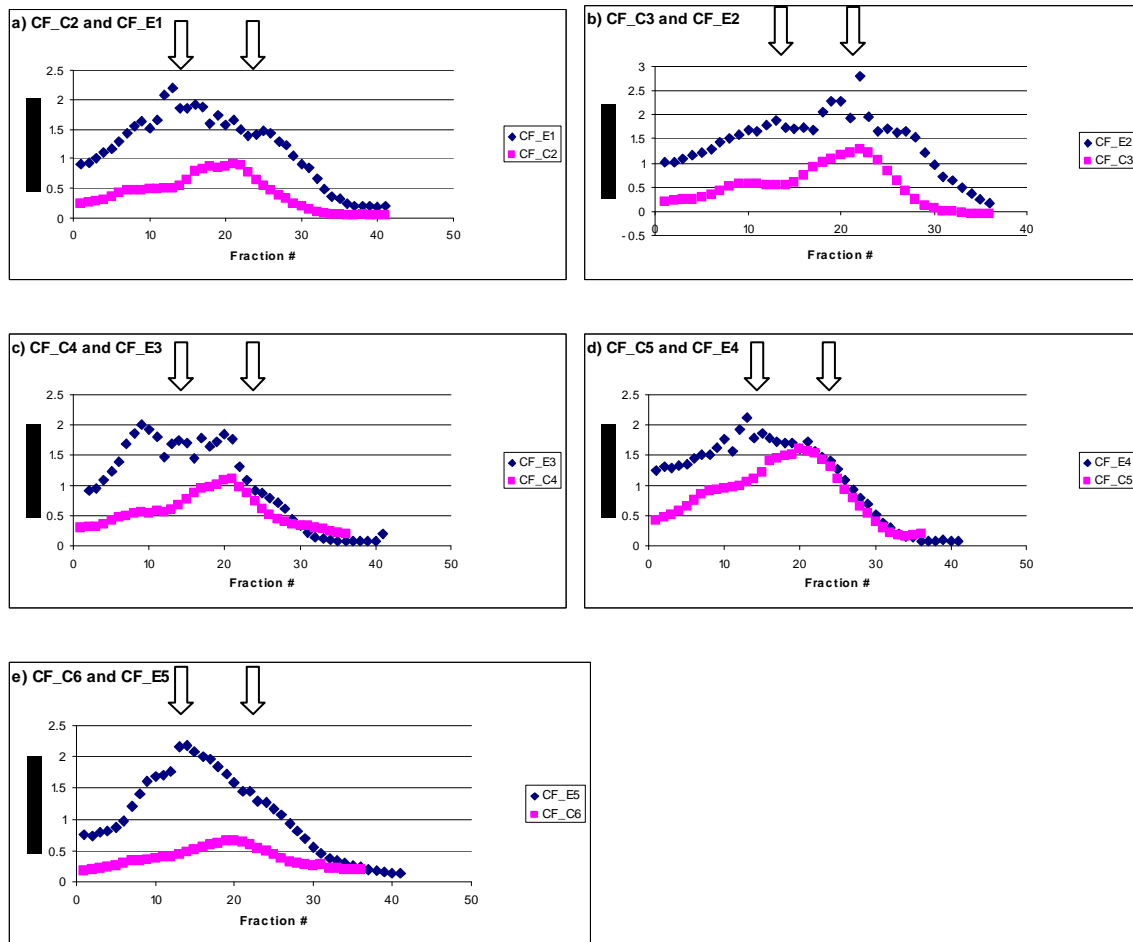 a) CF_C2 and CF_E1
2.5
2
1.5
1
0.5
0
0 10 20 30 40 50
Fraction #
CF_E1
CF_C2
b) CF_C3 and CF_E2
3
2.5
2
1.5
1
0.5
0
-0.5
0 10 20 30 40
Fraction #
CF_E2
CF_C3
c) CF_C4 and CF_E3
2.5
2
1.5
1
0.5
0
0 10 20 30 40 50
Fraction #
CF_E3
CF_C4
d) CF_C5 and CF_E4
2.5
2
1.5
1
0.5
0
0 10 20 30 40 50
Fraction #
CF_E4
CF_C5
e) CF_C6 and CF_E5
2.5
2
1.5
1
0.5
0
0 10 20 30 40 50
Fraction #
CF_E5
CF_C6